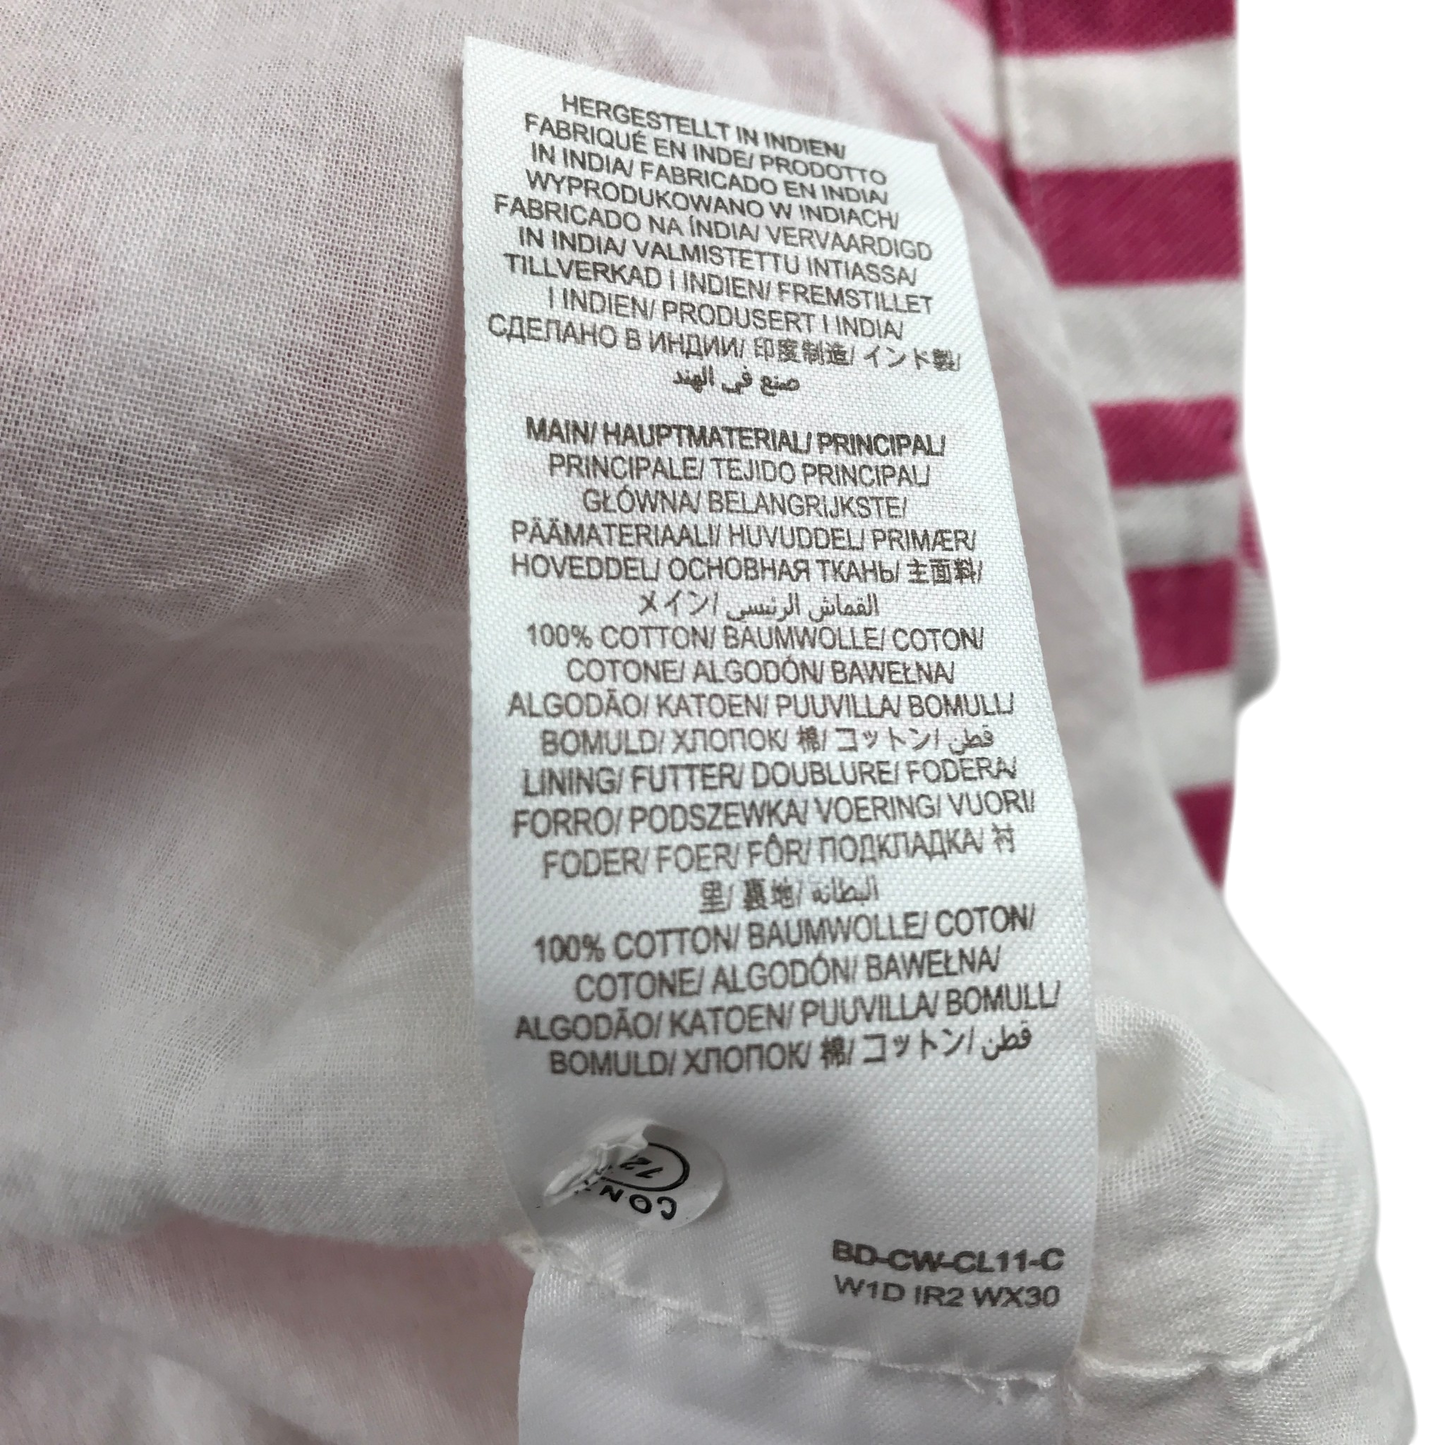 HERGESTELLT IN INDIEN/
FABRIQUÉ EN INDE/ PRODOTTO
IN INDIA/ FABRICADO EN INDIA/
WYPRODUKOWANO W INDIACH/
FABRICADO NA ÍNDIA/ VERVAARDIGD
IN INDIA/ VALMISTETTU INTIASSA/
TILLVERKAD I INDIEN/ FREMSTILLET
I INDIEN/ PRODUSERT I INDIA/
СДЕЛАНО В ИНДИИ/ 印度制造/ インド製/
صنع في الهند
MAIN/ HAUPTMATERIAL/ PRINCIPAL/
PRINCIPALE/ TEJIDO PRINCIPAL/
GŁÓWNA/ BELANGRIJKSTE/
PÄÄMATERIAALI/ HUVUDDEL/ PRIMÆR/
HOVEDDEL/ ОСНОВНАЯ ТКАНЬ/ 主面料/
メイン/ القماش الرئيسى
100% COTTON/ BAUMWOLLE/ COTON/
COTONE/ ALGODÓN/ BAWEŁNA/
ALGODÃO/ KATOEN/ PUUVILLA/ BOMULL/
BOMULD/ ХЛОПОК/ 棉/ コットン/ قطن
LINING/ FUTTER/ DOUBLURE/ FODERA/
FORRO/ PODSZEWKA/ VOERING/ VUORI/
FODER/ FOER/ FÔR/ ПОДКЛАДКА/ 衬
里/ 裏地/ البطانة
100% COTTON/ BAUMWOLLE/ COTON/
COTONE/ ALGODÓN/ BAWEŁNA/
ALGODÃO/ KATOEN/ PUUVILLA/ BOMULL/
BOMULD/ ХЛОПОК/ 棉/ コットン/ قطن
BD-CW-CL11-C
W1D IR2 WX30